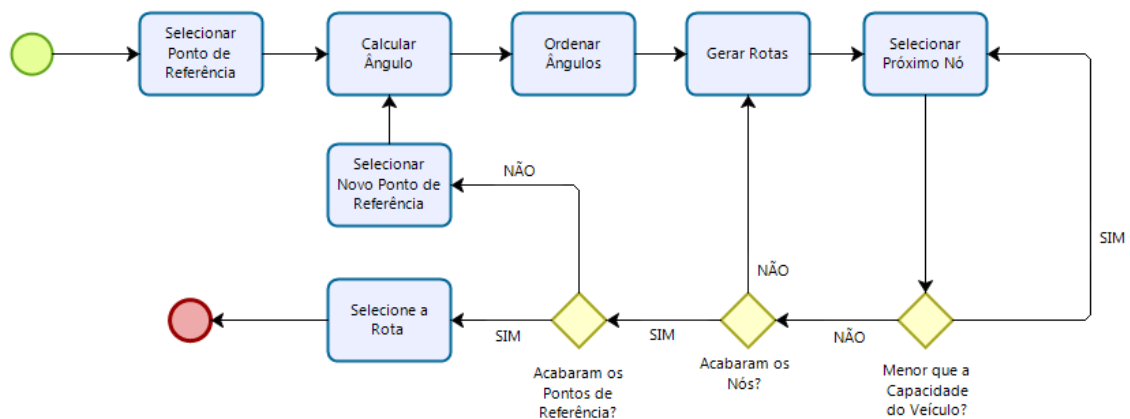 Selecionar
Ponto de
Referência
Calcular
Ângulo
Ordenar
Ângulos
Gerar Rotas
Selecionar
Próximo Nó
Selecionar
Novo Ponto de
Referência
NÃO
SIM
NÃO
Selecione a
Rota
SIM
SIM
NÃO
Acabaram os
Pontos de
Referência?
Acabaram os
Nós?
Menor que a
Capacidade
do Veículo?